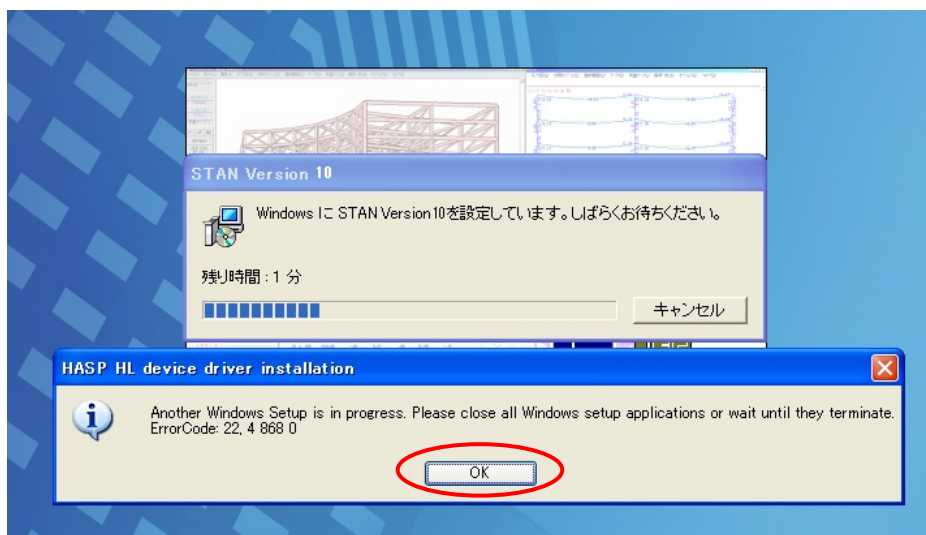 STAN Version 10
Windows に STAN Version10を設定しています。しばらくお待ちください。
残り時間 : 1 分
キャンセル
HASP HL device driver installation
Another Windows Setup is in progress. Please close all Windows setup applications or wait until they terminate.
ErrorCode: 22, 4 868 0
OK